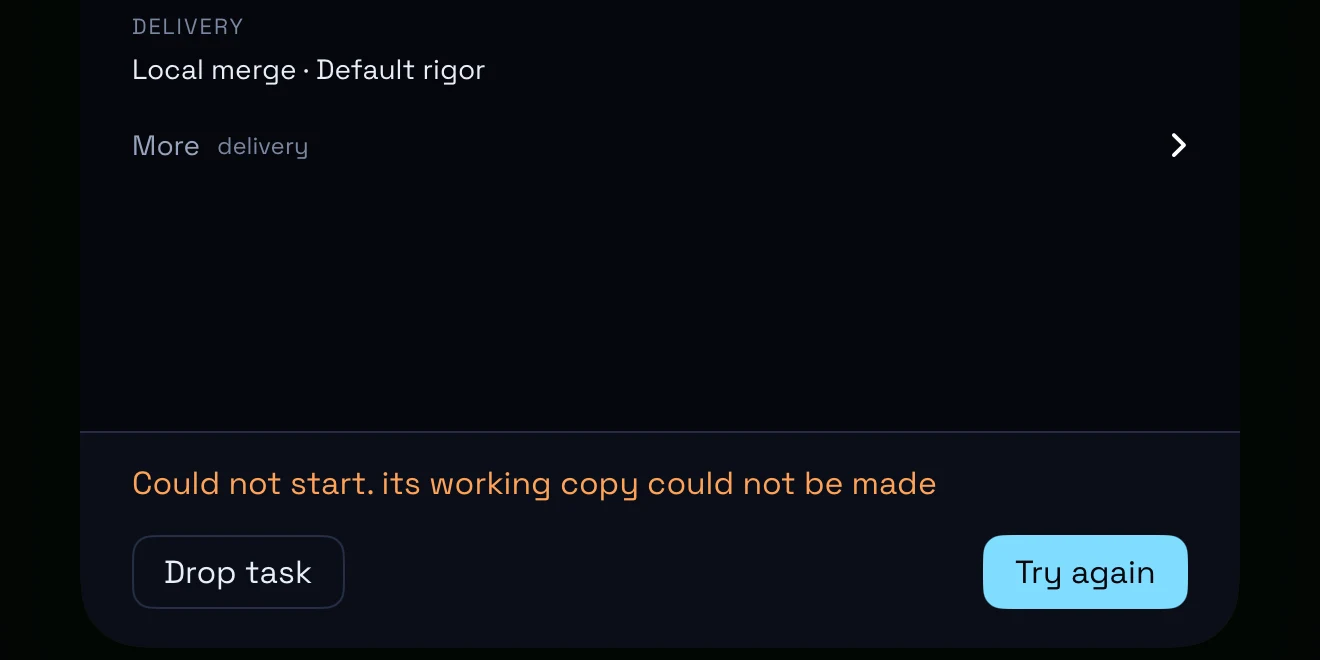 DELIVERY
Local merge · Default rigor
More delivery
Could not start. its working copy could not be made
Drop task
Try again